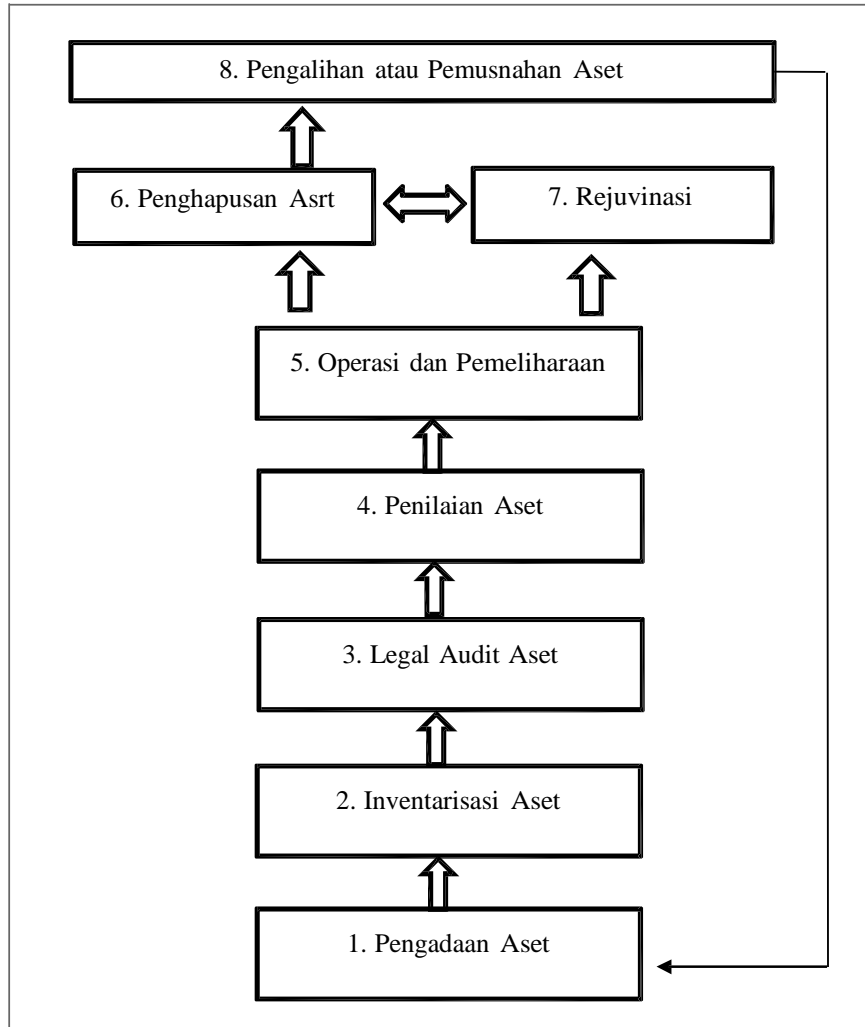 8. Pengalihan atau Pemusnahan Aset
6. Penghapusan Asrt
7. Rejuvinasi
5. Operasi dan Pemeliharaan
4. Penilaian Aset
3. Legal Audit Aset
2. Inventarisasi Aset
1. Pengadaan Aset